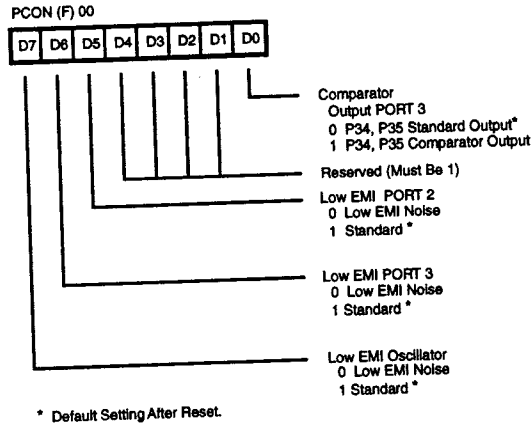 PCON (F) 00
D7 D6 D5 D4 D3 D2 D1 D0
Comparator
Output PORT 3
0 P34, P35 Standard Output*
1 P34, P35 Comparator Output
Reserved (Must Be 1)
Low EMI PORT 2
0 Low EMI Noise
1 Standard *
Low EMI PORT 3
0 Low EMI Noise
1 Standard *
Low EMI Oscillator
0 Low EMI Noise
1 Standard *
* Default Setting After Reset.